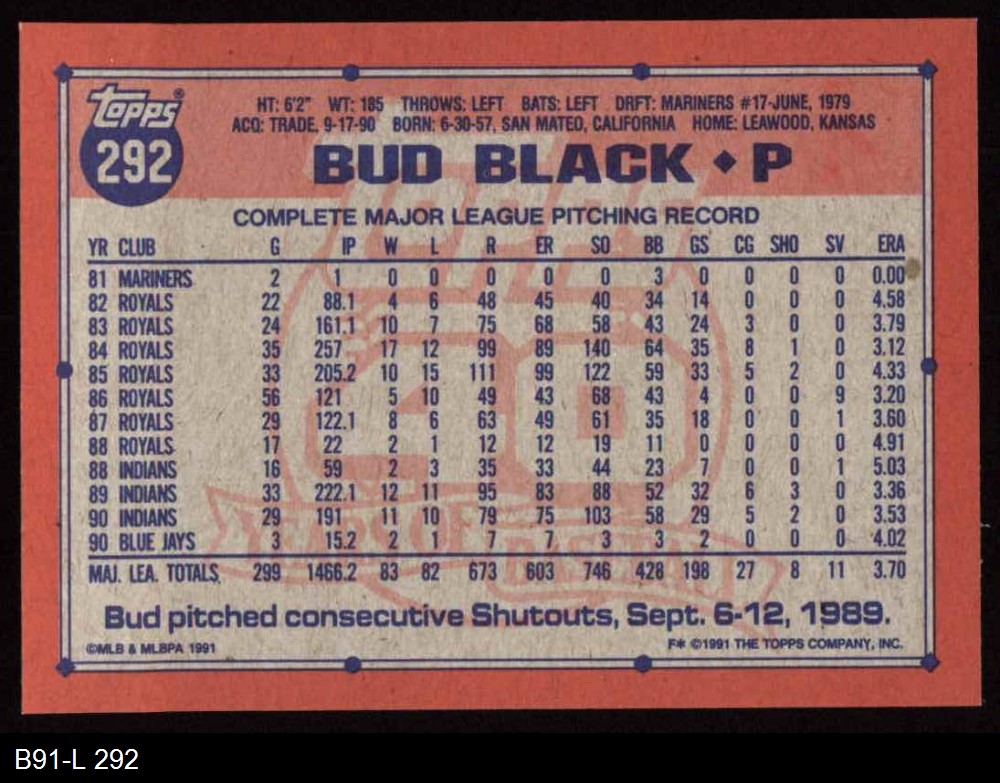 topps®
292
HT: 6'2" WT: 185 THROWS: LEFT BATS: LEFT DRFT: MARINERS #17-JUNE, 1979
ACQ: TRADE, 9-17-90 BORN: 6-30-57, SAN MATEO, CALIFORNIA HOME: LEAWOOD, KANSAS
BUD BLACK ♦ P
COMPLETE MAJOR LEAGUE PITCHING RECORD
YR CLUB G IP W L R ER SO BB GS CG SHO SV ERA
81 MARINERS 2 1 0 0 0 0 0 3 0 0 0 0 0.00
82 ROYALS 22 88.1 4 6 48 45 40 34 14 0 0 0 4.58
83 ROYALS 24 161.1 10 7 75 68 58 43 24 3 0 0 3.79
84 ROYALS 35 257 17 12 99 89 140 64 35 8 1 0 3.12
85 ROYALS 33 205.2 10 15 111 99 122 59 33 5 2 0 4.33
86 ROYALS 56 121 5 10 49 43 68 43 4 0 0 9 3.20
87 ROYALS 29 122.1 8 6 63 49 61 35 18 0 0 1 3.60
88 ROYALS 17 22 2 1 12 12 19 11 0 0 0 0 4.91
88 INDIANS 16 59 2 3 35 33 44 23 7 0 0 1 5.03
89 INDIANS 33 222.1 12 11 95 83 88 52 32 6 3 0 3.36
90 INDIANS 29 191 11 10 79 75 103 58 29 5 2 0 3.53
90 BLUE JAYS 3 15.2 2 1 7 7 3 3 2 0 0 0 4.02
MAJ. LEA. TOTALS 299 1466.2 83 82 673 603 746 428 198 27 8 11 3.70
TOPPS
40
YEARS OF BASEBALL
Bud pitched consecutive Shutouts, Sept. 6-12, 1989.
©MLB & MLBPA 1991 F* ©1991 THE TOPPS COMPANY, INC.
B91-L 292